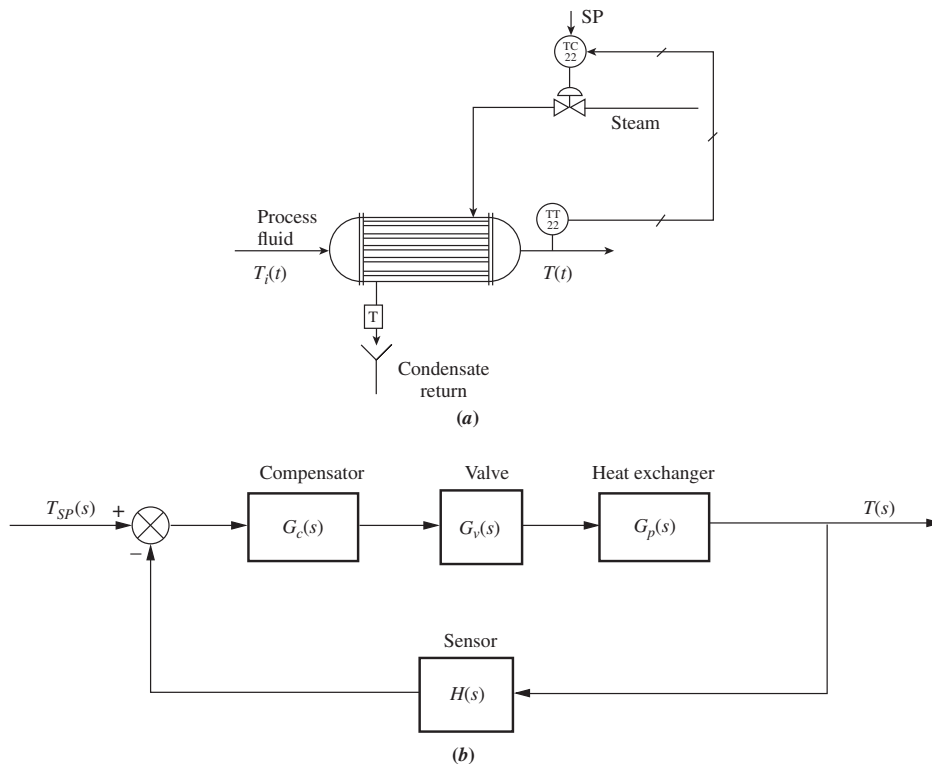 SP
TC
22
Steam
Process
fluid
T_i(t)
TT
22
T(t)
T
Condensate
return
(a)
Compensator
Valve
Heat exchanger
T_SP(s)
+
G_c(s)
G_v(s)
G_p(s)
T(s)
−
Sensor
H(s)
(b)